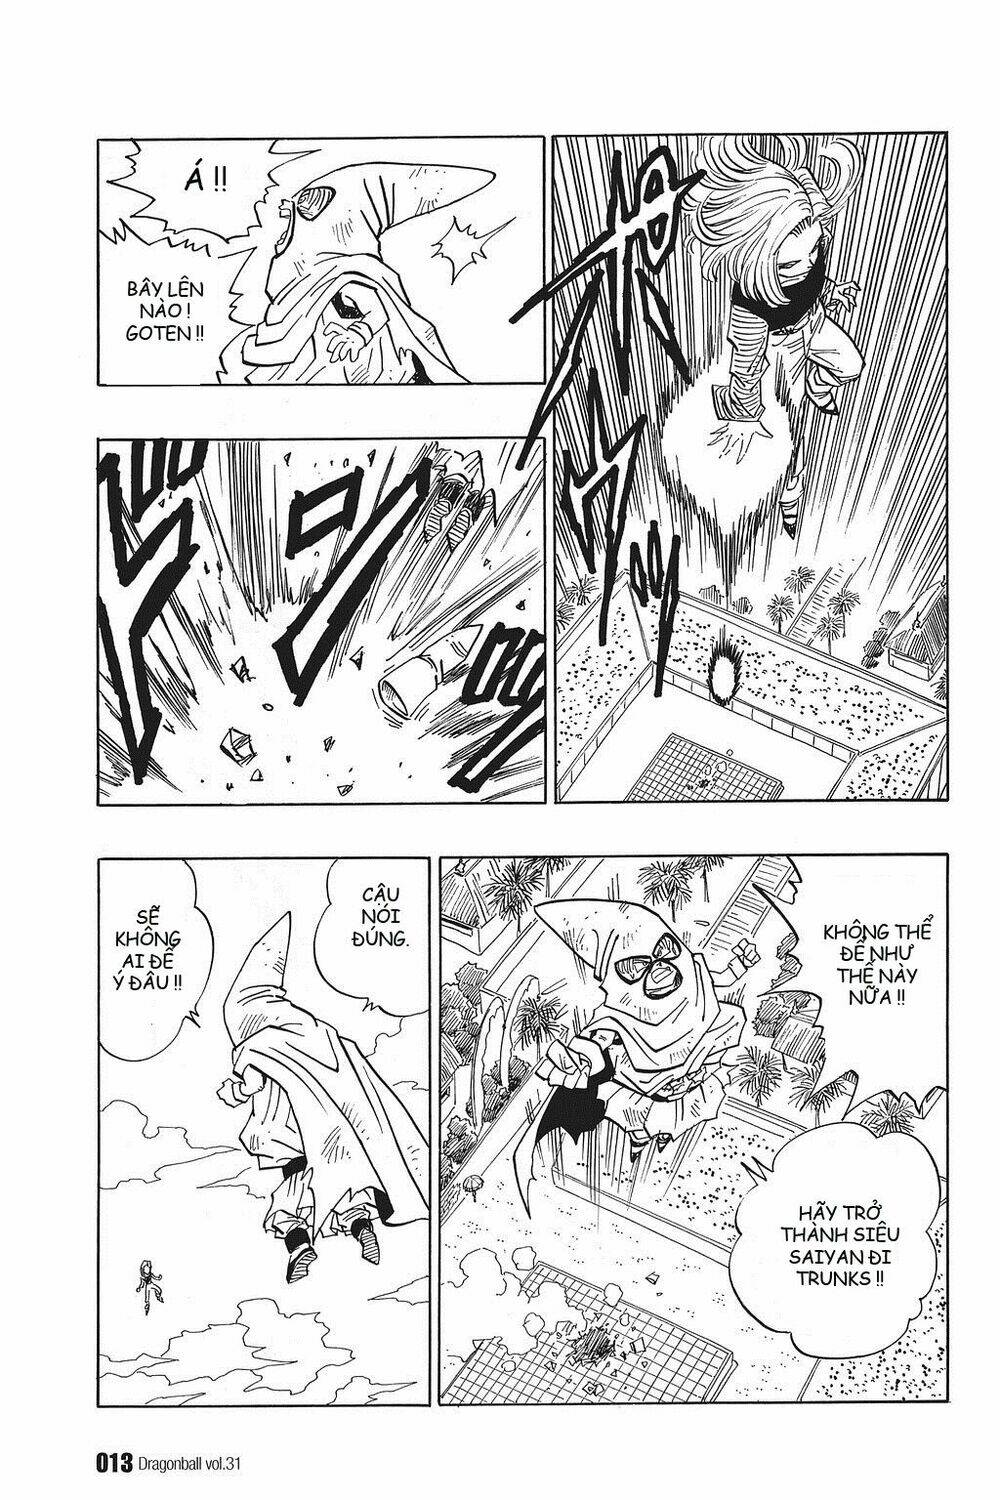 Á !!
BÂY LÊN
NÀO !
GOTEN !!
SẼ
KHÔNG
AI ĐỂ
Ý ĐÂU !!
CẬU
NÓI
ĐÚNG.
KHÔNG THỂ
ĐỂ NHƯ
THẾ NÀY
NỮA !!
HÃY TRỞ
THÀNH SIÊU
SAIYAN ĐI
TRUNKS !!
013 Dragonball vol.31